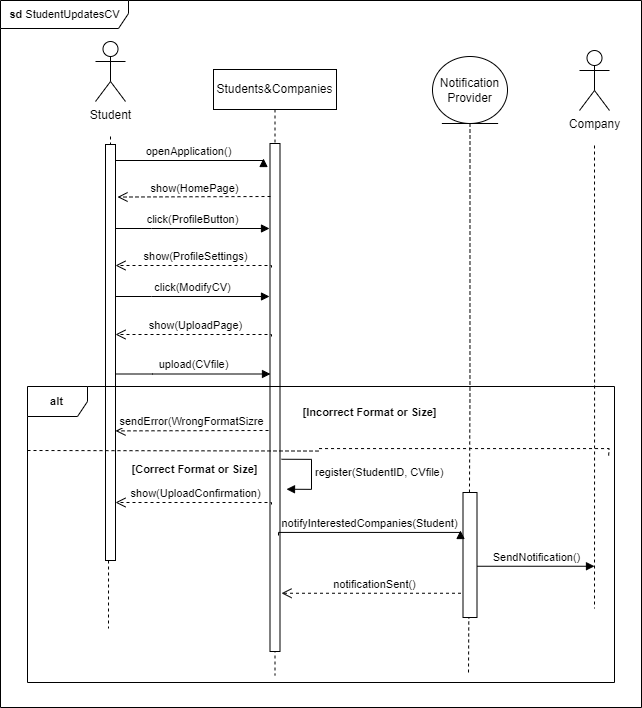 sd StudentUpdatesCV
Student
Students&Companies
Notification
Provider
Company
openApplication()
show(HomePage)
click(ProfileButton)
show(ProfileSettings)
click(ModifyCV)
show(UploadPage)
upload(CVfile)
alt
[Incorrect Format or Size]
sendError(WrongFormatSizre
[Correct Format or Size]
register(StudentID, CVfile)
show(UploadConfirmation)
notifyInterestedCompanies(Student)
SendNotification()
notificationSent()